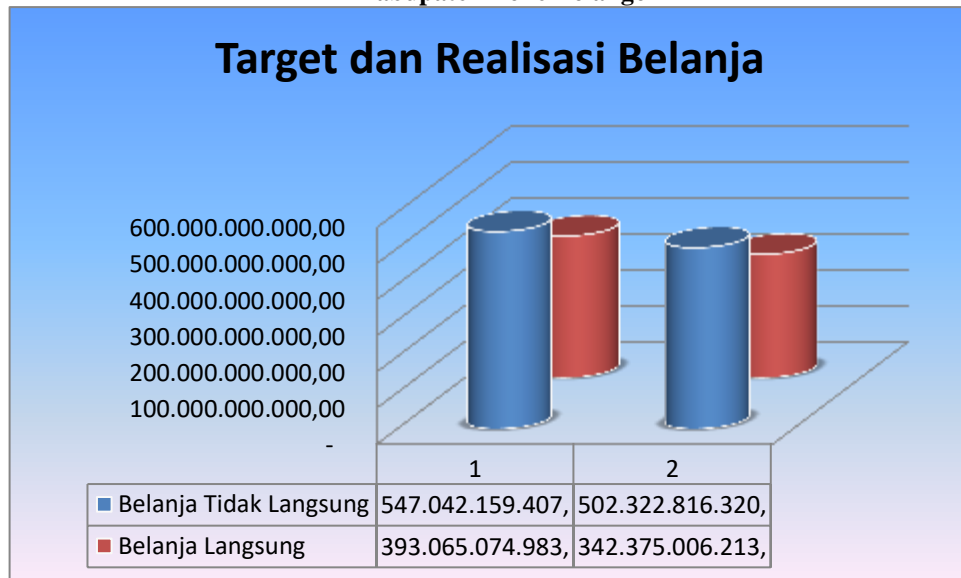 Target dan Realisasi Belanja
600.000.000.000,00
500.000.000.000,00
400.000.000.000,00
300.000.000.000,00
200.000.000.000,00
100.000.000.000,00
-
1 2
Belanja Tidak Langsung 547.042.159.407, 502.322.816.320,
Belanja Langsung 393.065.074.983, 342.375.006.213,